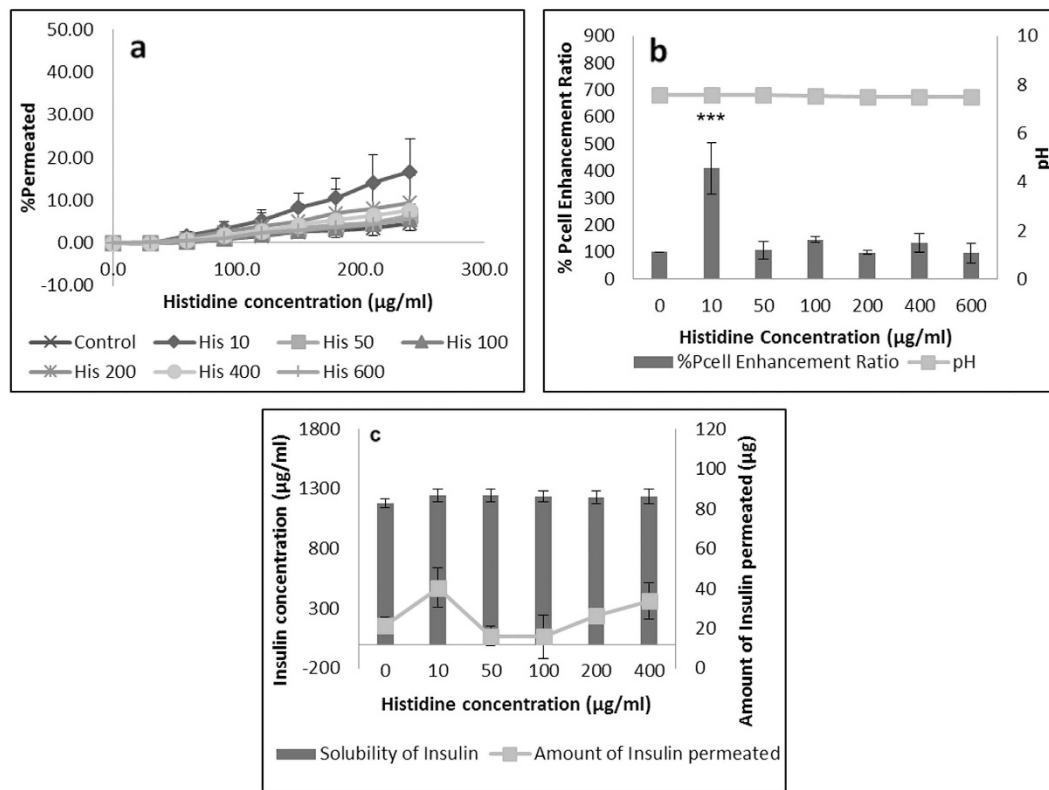 a
50.00
40.00
30.00
20.00
10.00
0.00
-10.00
%Permeated
0.0 100.0 200.0 300.0
Histidine concentration (µg/ml)
Control His 10 His 50 His 100
His 200 His 400 His 600
b
900
800
700
600
500
400
300
200
100
0
% Pcell Enhancement Ratio
***
10
8
6
4
2
0
pH
0 10 50 100 200 400 600
Histidine Concentration (µg/ml)
%Pcell Enhancement Ratio pH
c
1800
1300
800
300
-200
Insulin concentration (µg/ml)
120
100
80
60
40
20
0
Amount of Insulin permeated (µg)
0 10 50 100 200 400
Histidine concentration (µg/ml)
Solubility of Insulin Amount of Insulin permeated